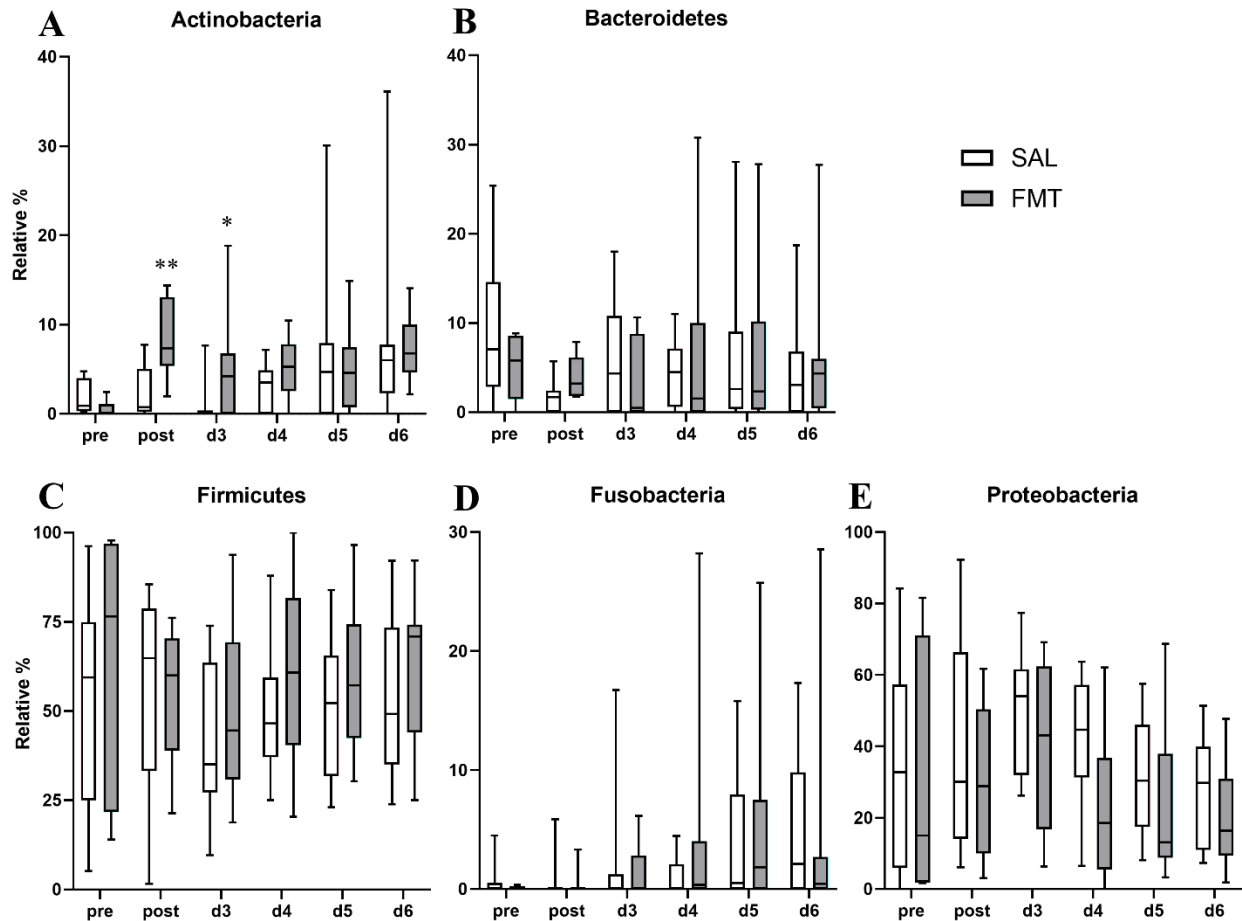 A Actinobacteria
B Bacteroidetes
40
30
20
10
0
Relative %
**
*
pre post d3 d4 d5 d6
40
30
20
10
0
pre post d3 d4 d5 d6
SAL
FMT
C Firmicutes
100
75
50
25
0
Relative %
pre post d3 d4 d5 d6
D Fusobacteria
30
20
10
0
pre post d3 d4 d5 d6
E Proteobacteria
100
80
60
40
20
0
pre post d3 d4 d5 d6